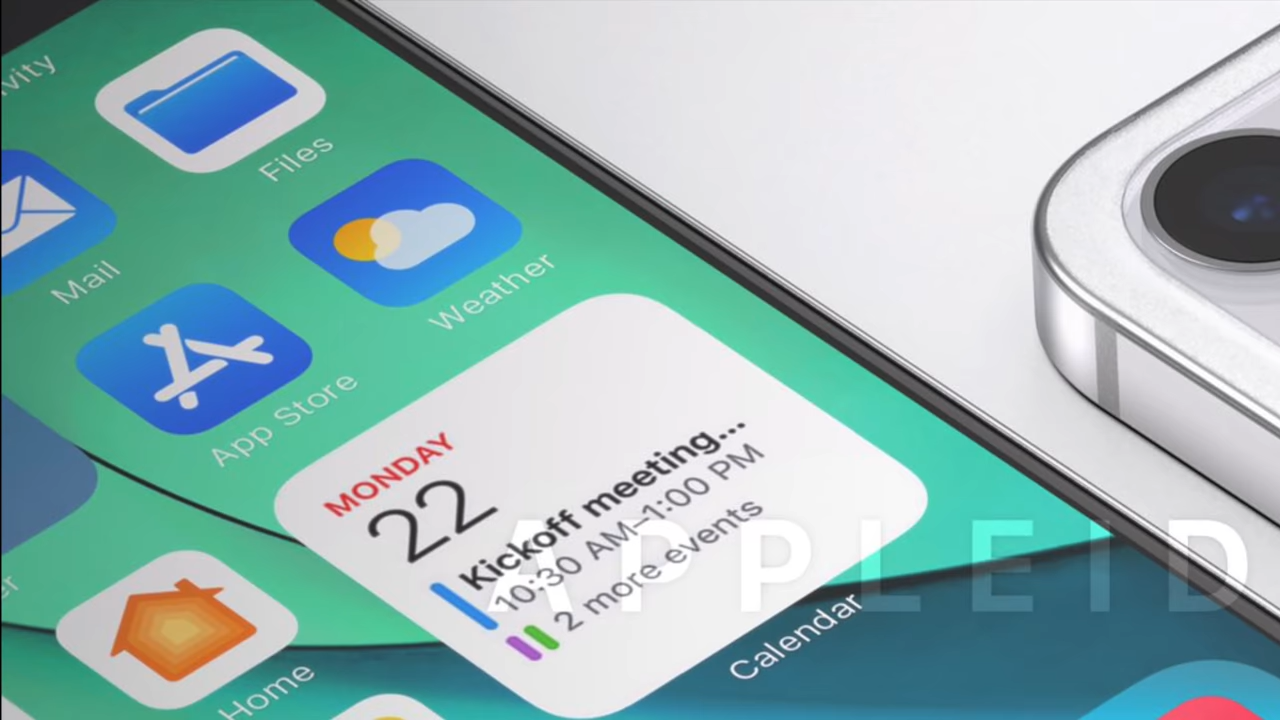 vity
Files
Mail
Weather
App Store
MONDAY
22
Kickoff meeting...
10:30 AM–1:00 PM
2 more events
Calendar
Home
APPLEID